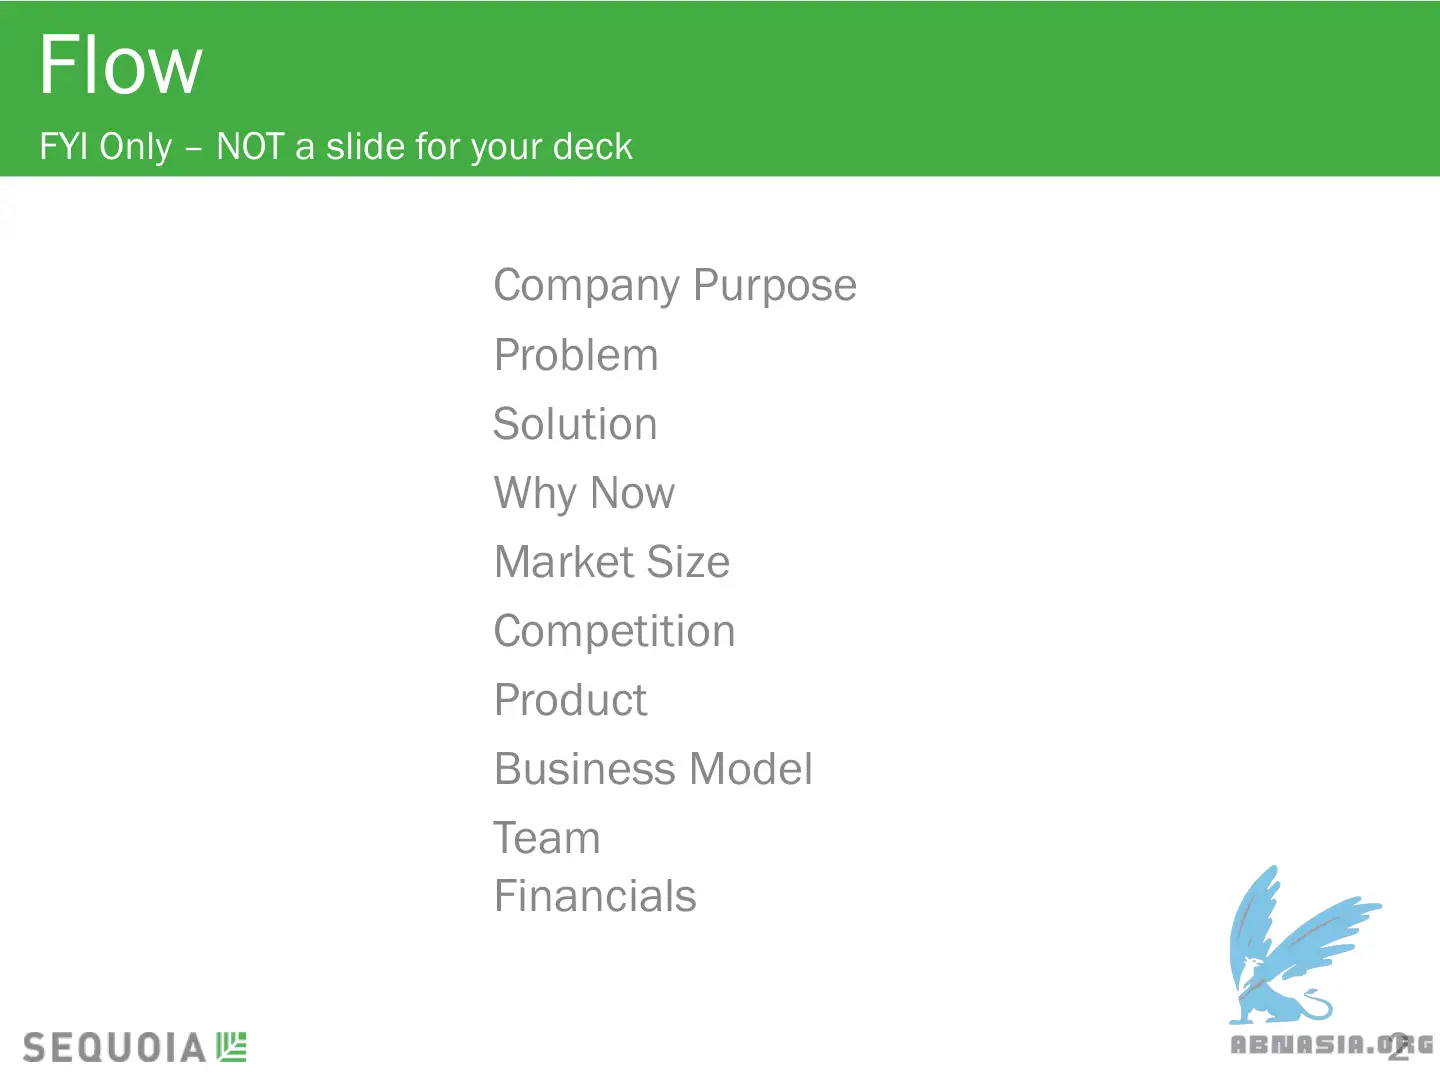 Flow
FYI Only – NOT a slide for your deck
Company Purpose
Problem
Solution
Why Now
Market Size
Competition
Product
Business Model
Team
Financials
SEQUOIA
ABNASIA.ORG
2